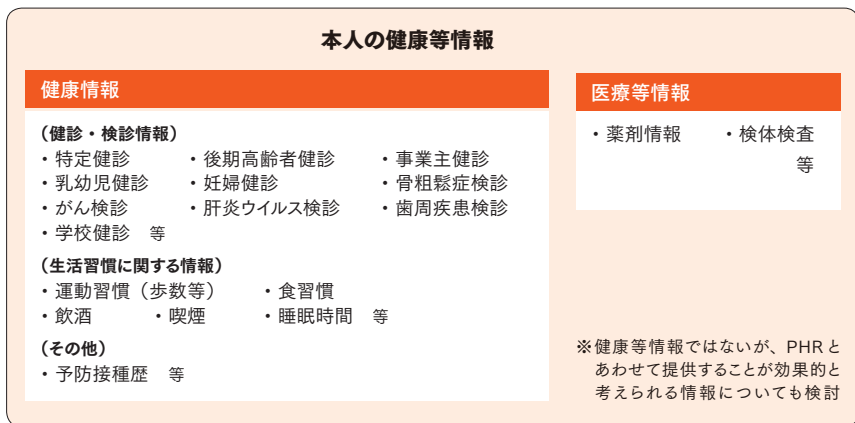 本人の健康等情報
健康情報
（健診・検診情報）
・特定健診 ・後期高齢者健診 ・事業主健診
・乳幼児健診 ・妊婦健診 ・骨粗鬆症検診
・がん検診 ・肝炎ウイルス検診 ・歯周疾患検診
・学校健診 等
（生活習慣に関する情報）
・運動習慣（歩数等） ・食習慣
・飲酒 ・喫煙 ・睡眠時間 等
（その他）
・予防接種歴 等
医療等情報
・薬剤情報 ・検体検査
等
※健康等情報ではないが、PHRと
あわせて提供することが効果的と
考えられる情報についても検討